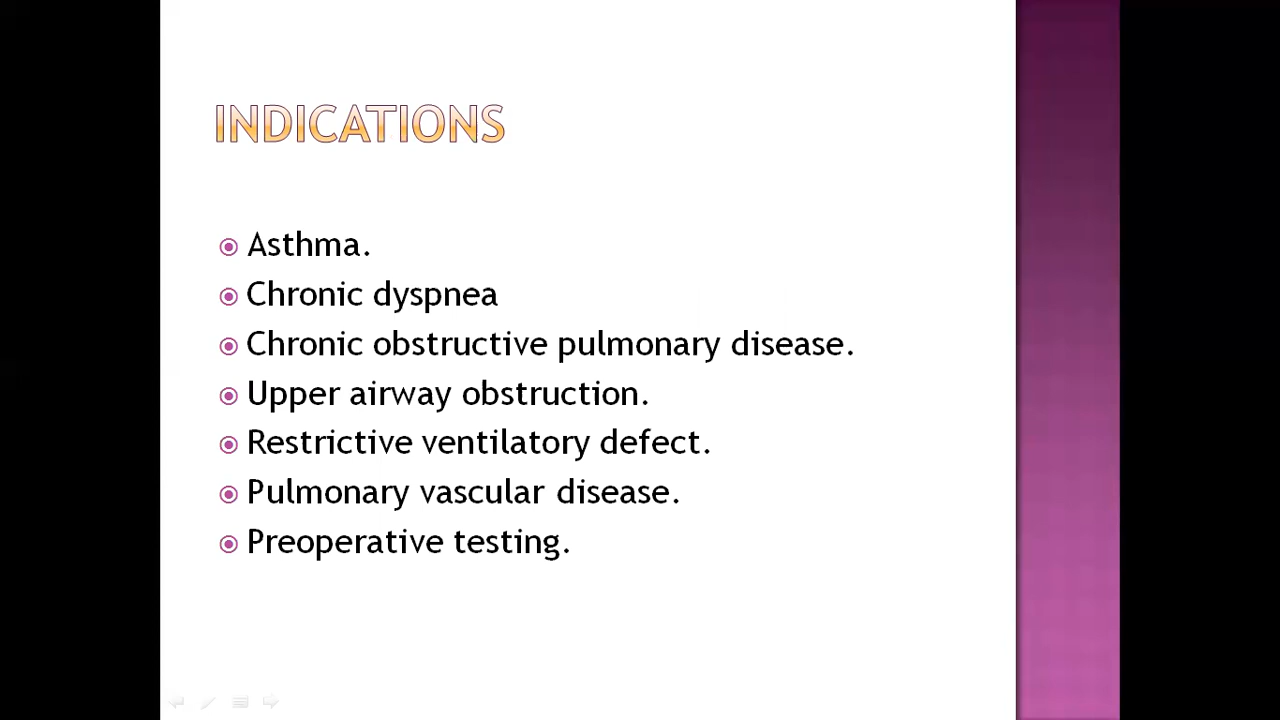 INDICATIONS
Asthma.
Chronic dyspnea
Chronic obstructive pulmonary disease.
Upper airway obstruction.
Restrictive ventilatory defect.
Pulmonary vascular disease.
Preoperative testing.